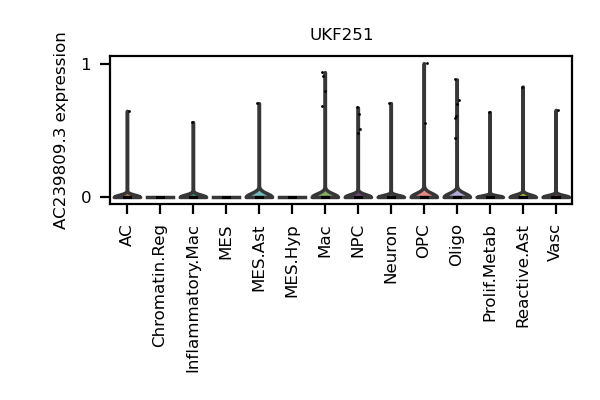 UKF251
AC239809.3 expression
1
0
AC
Chromatin.Reg
Inflammatory.Mac
MES
MES.Ast
MES.Hyp
Mac
NPC
Neuron
OPC
Oligo
Prolif.Metab
Reactive.Ast
Vasc